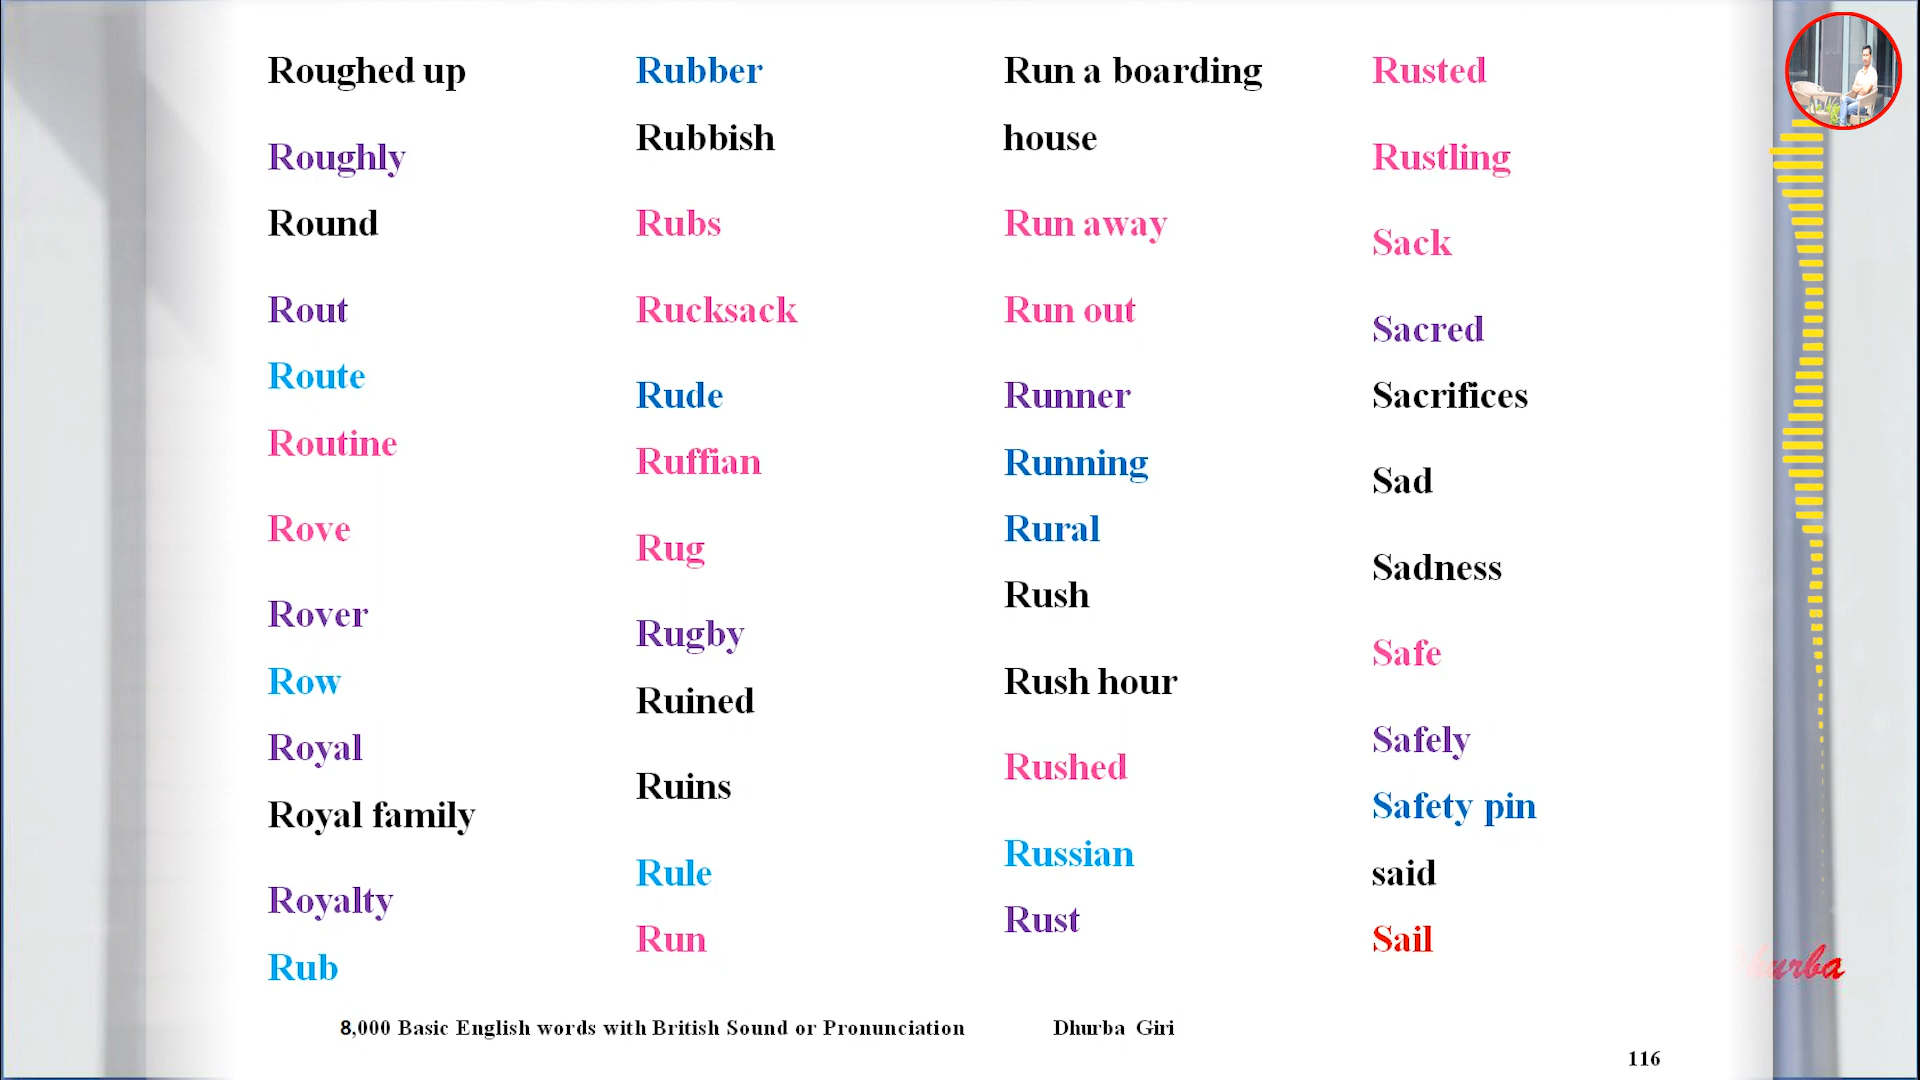 Roughed up
Roughly
Round
Rout
Route
Routine
Rove
Rover
Row
Royal
Royal family
Royalty
Rub
Rubber
Rubbish
Rubs
Rucksack
Rude
Ruffian
Rug
Rugby
Ruined
Ruins
Rule
Run
Run a boarding
house
Run away
Run out
Runner
Running
Rural
Rush
Rush hour
Rushed
Russian
Rust
Rusted
Rustling
Sack
Sacred
Sacrifices
Sad
Sadness
Safe
Safely
Safety pin
said
Sail
8,000 Basic English words with British Sound or Pronunciation Dhurba Giri
116